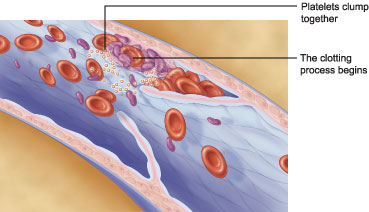 Platelets clump
together
The clotting
process begins